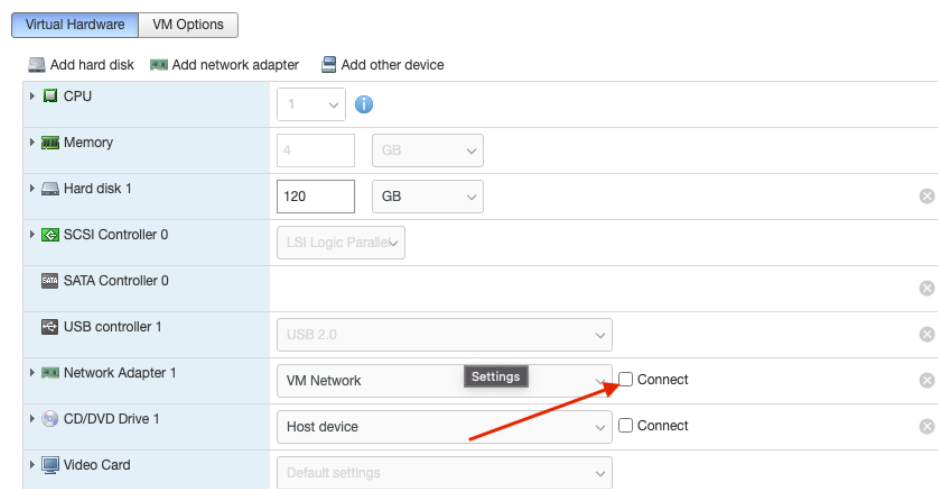 Virtual Hardware VM Options
Add hard disk Add network adapter Add other device
CPU 1
Memory 4 GB
Hard disk 1 120 GB
SCSI Controller 0 LSI Logic Parallel
SATA SATA Controller 0
USB controller 1 USB 2.0
Network Adapter 1 VM Network Settings Connect
CD/DVD Drive 1 Host device Connect
Video Card Default settings